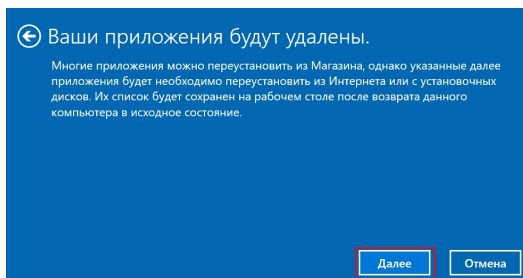 Ваши приложения будут удалены.
Многие приложения можно переустановить из Магазина, однако указанные далее
приложения будет необходимо переустановить из Интернета или с установочных
дисков. Их список будет сохранен на рабочем столе после возврата данного
компьютера в исходное состояние.
Далее
Отмена